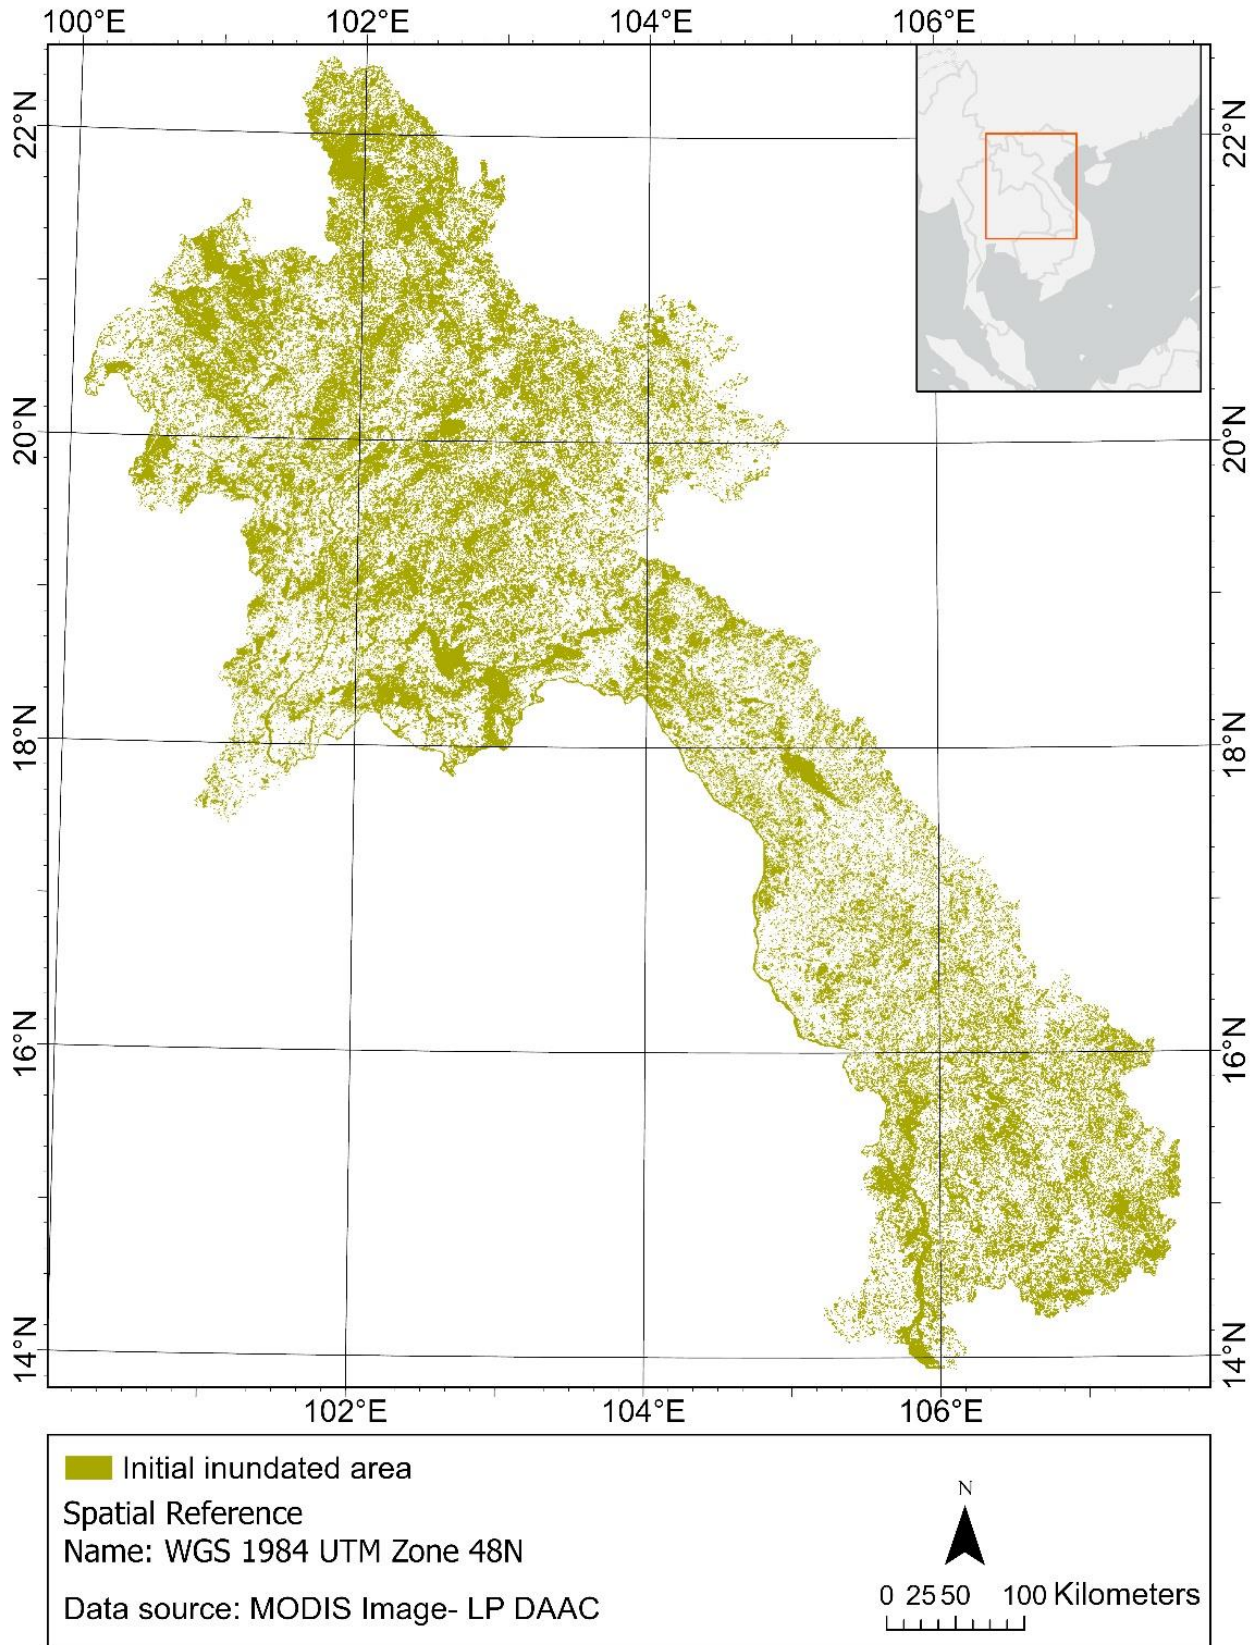 100°E 102°E 104°E 106°E
22°N 22°N
20°N 20°N
18°N 18°N
16°N 16°N
14°N 14°N
102°E 104°E 106°E
Initial inundated area
Spatial Reference
Name: WGS 1984 UTM Zone 48N
Data source: MODIS Image- LP DAAC
N
0 25 50 100 Kilometers